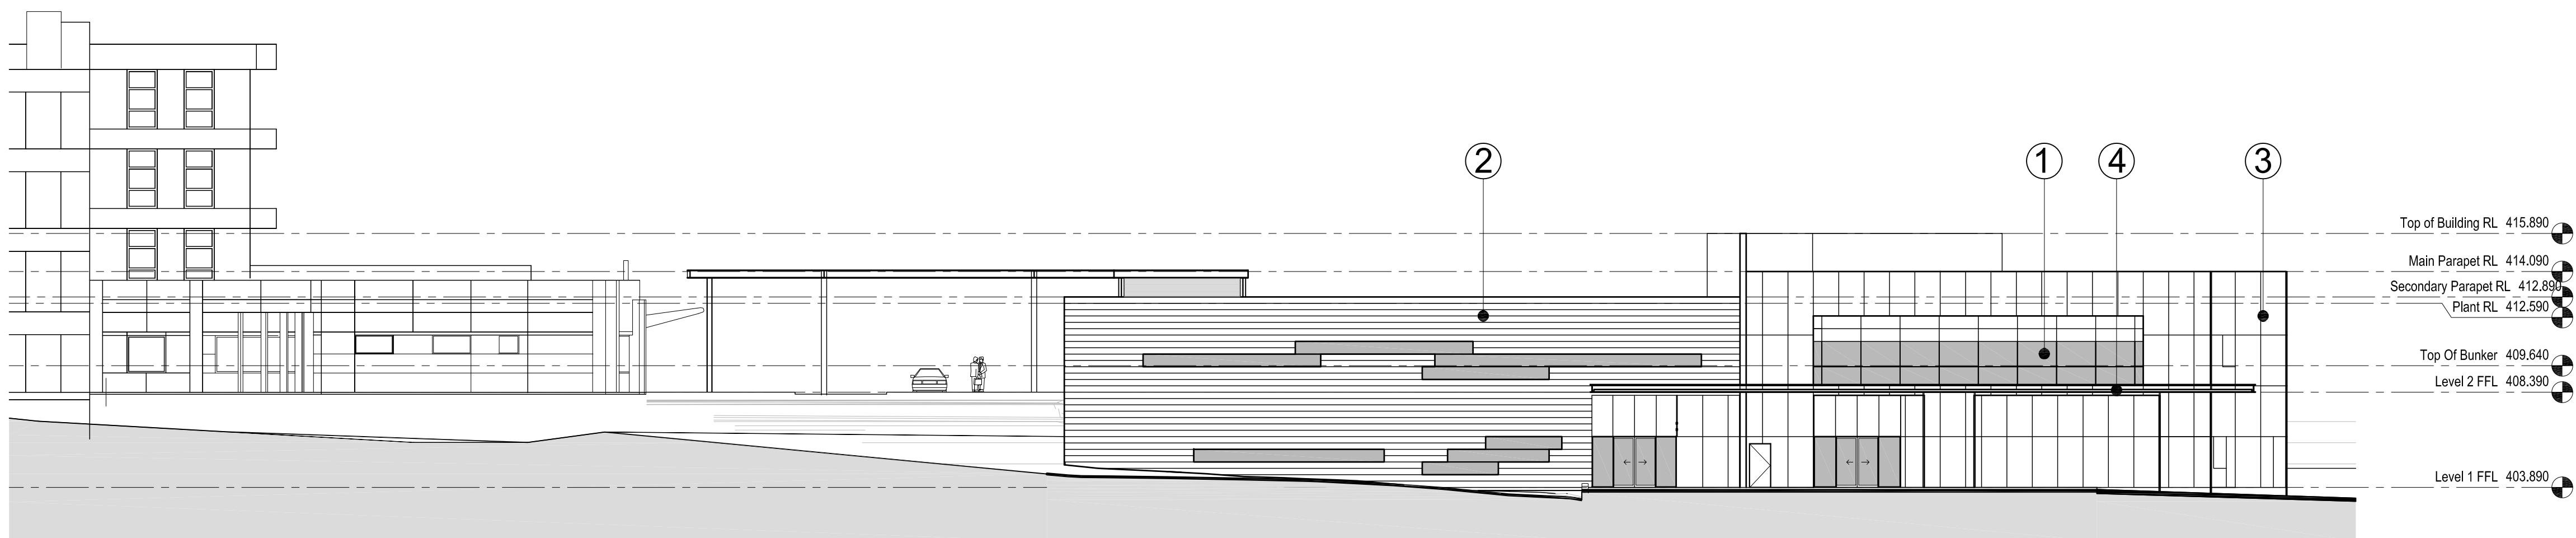 2
1
4
3
Top of Building RL 415.890
Main Parapet RL 414.090
Secondary Parapet RL 412.890
Plant RL 412.590
Top Of Bunker 409.640
Level 2 FFL 408.390
Level 1 FFL 403.890